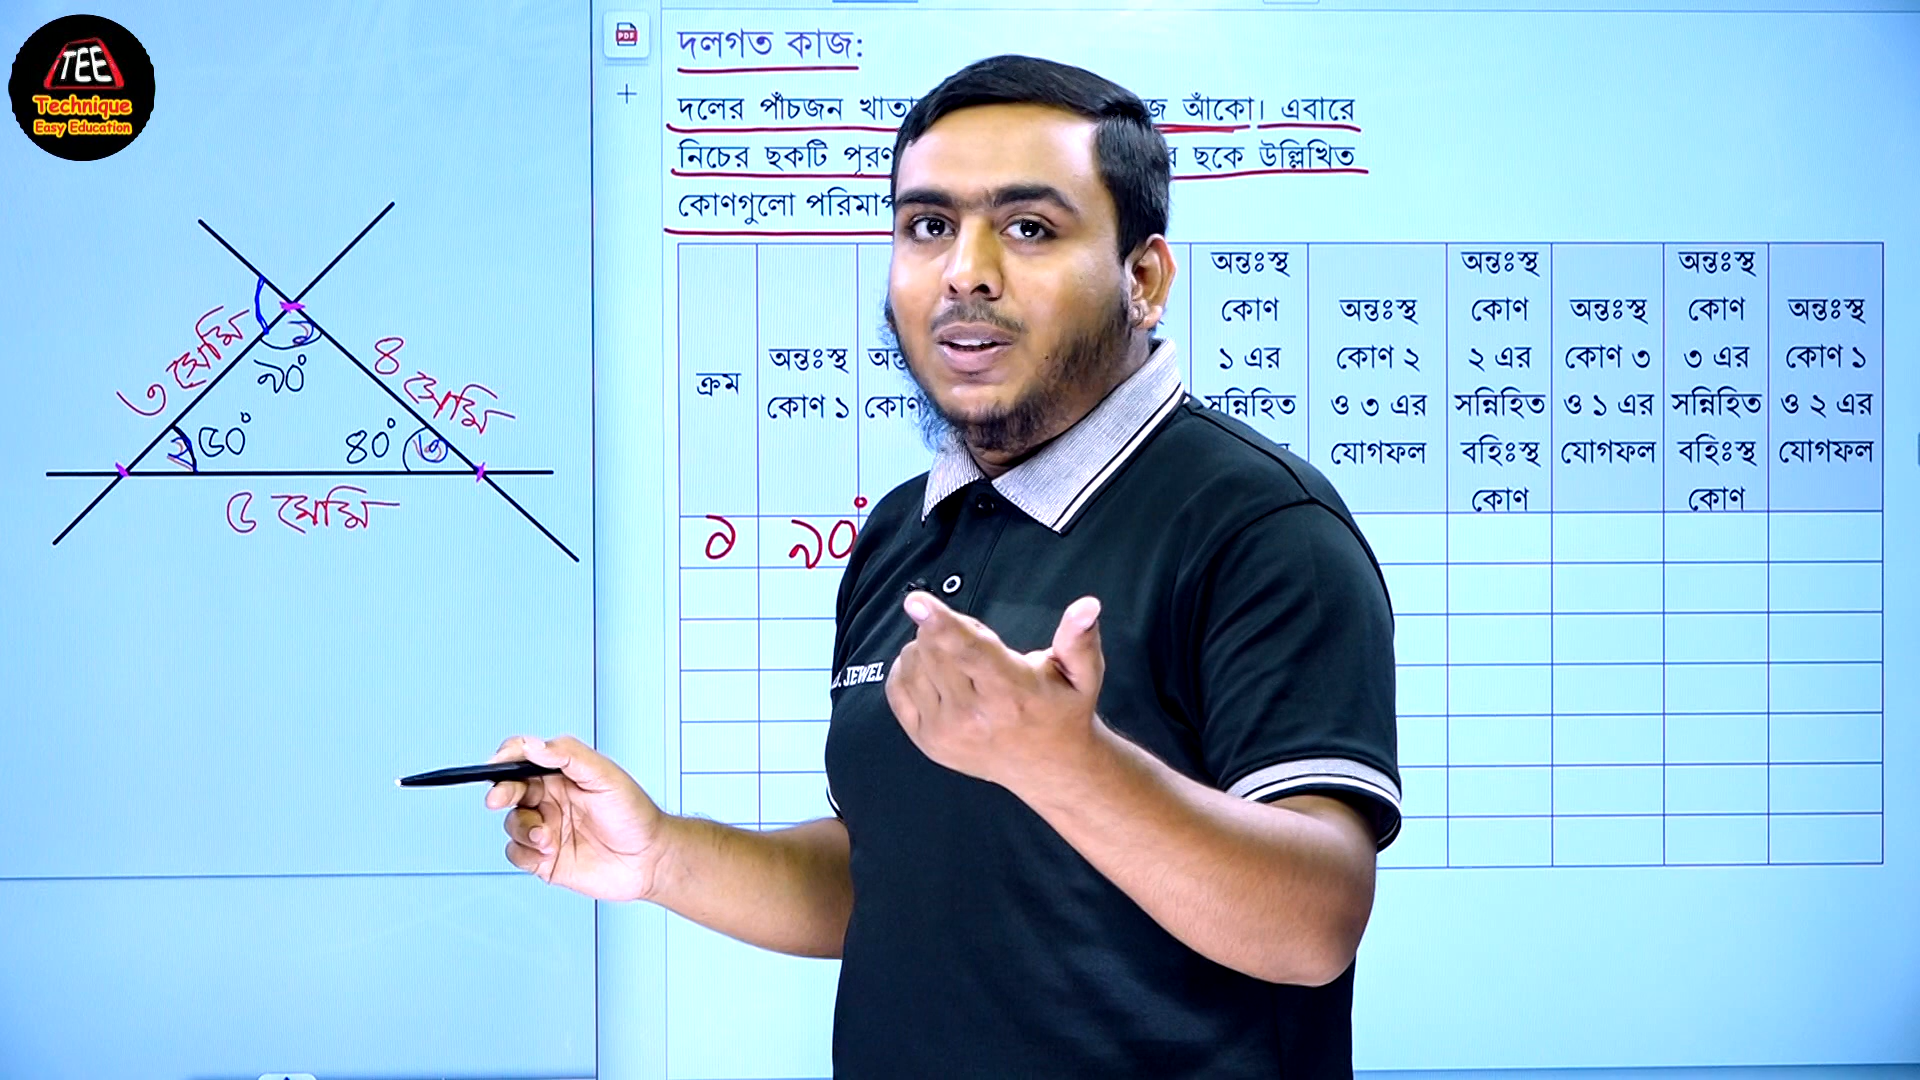 TEE
Technique
Easy Education
দলগত কাজ:
দলের পাঁচজন খাতা আঁকো। এবারে
নিচের ছকটি পূরণ ছকে উল্লিখিত
কোণগুলো পরিমাপ
ক্রম
অন্তঃস্থ
কোণ ১
কোণ
অন্তঃস্থ
কোণ
১ এর
সন্নিহিত
অন্তঃস্থ
কোণ ২
ও ৩ এর
যোগফল
অন্তঃস্থ
কোণ
২ এর
সন্নিহিত
বহিঃস্থ
কোণ
অন্তঃস্থ
কোণ ৩
ও ১ এর
যোগফল
অন্তঃস্থ
কোণ
৩ এর
সন্নিহিত
বহিঃস্থ
কোণ
অন্তঃস্থ
কোণ ১
ও ২ এর
যোগফল
১ ৯০°
৩ সেমি
৪ সেমি
১
৯০°
২ ৫০°
৪০° ৩
৫ সেমি
JEWEL
PDF